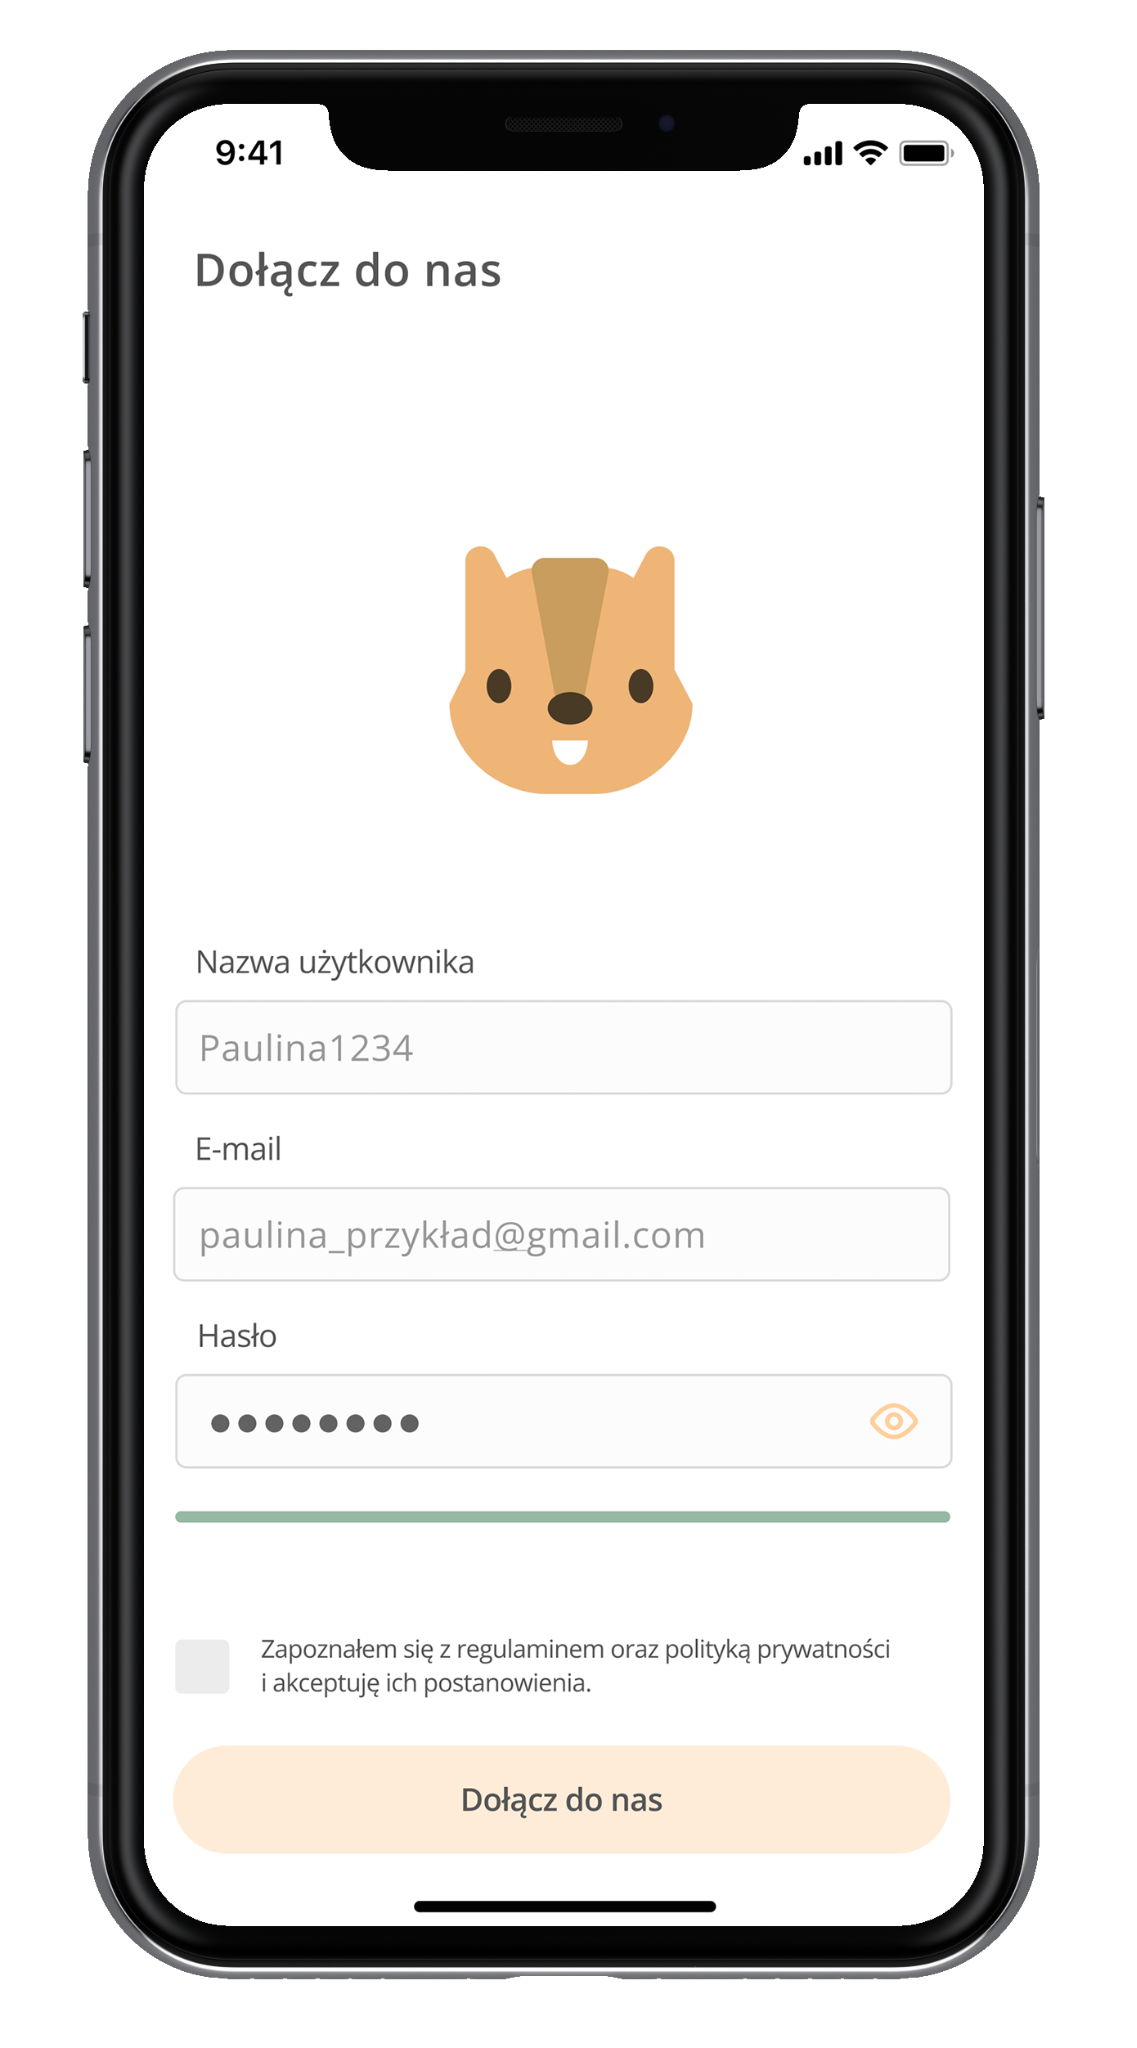 9:41
Dołącz do nas
Nazwa użytkownika
Paulina1234
E-mail
paulina_przykład@gmail.com
Hasło
Zapoznałem się z regulaminem oraz polityką prywatności
i akceptuję ich postanowienia.
Dołącz do nas